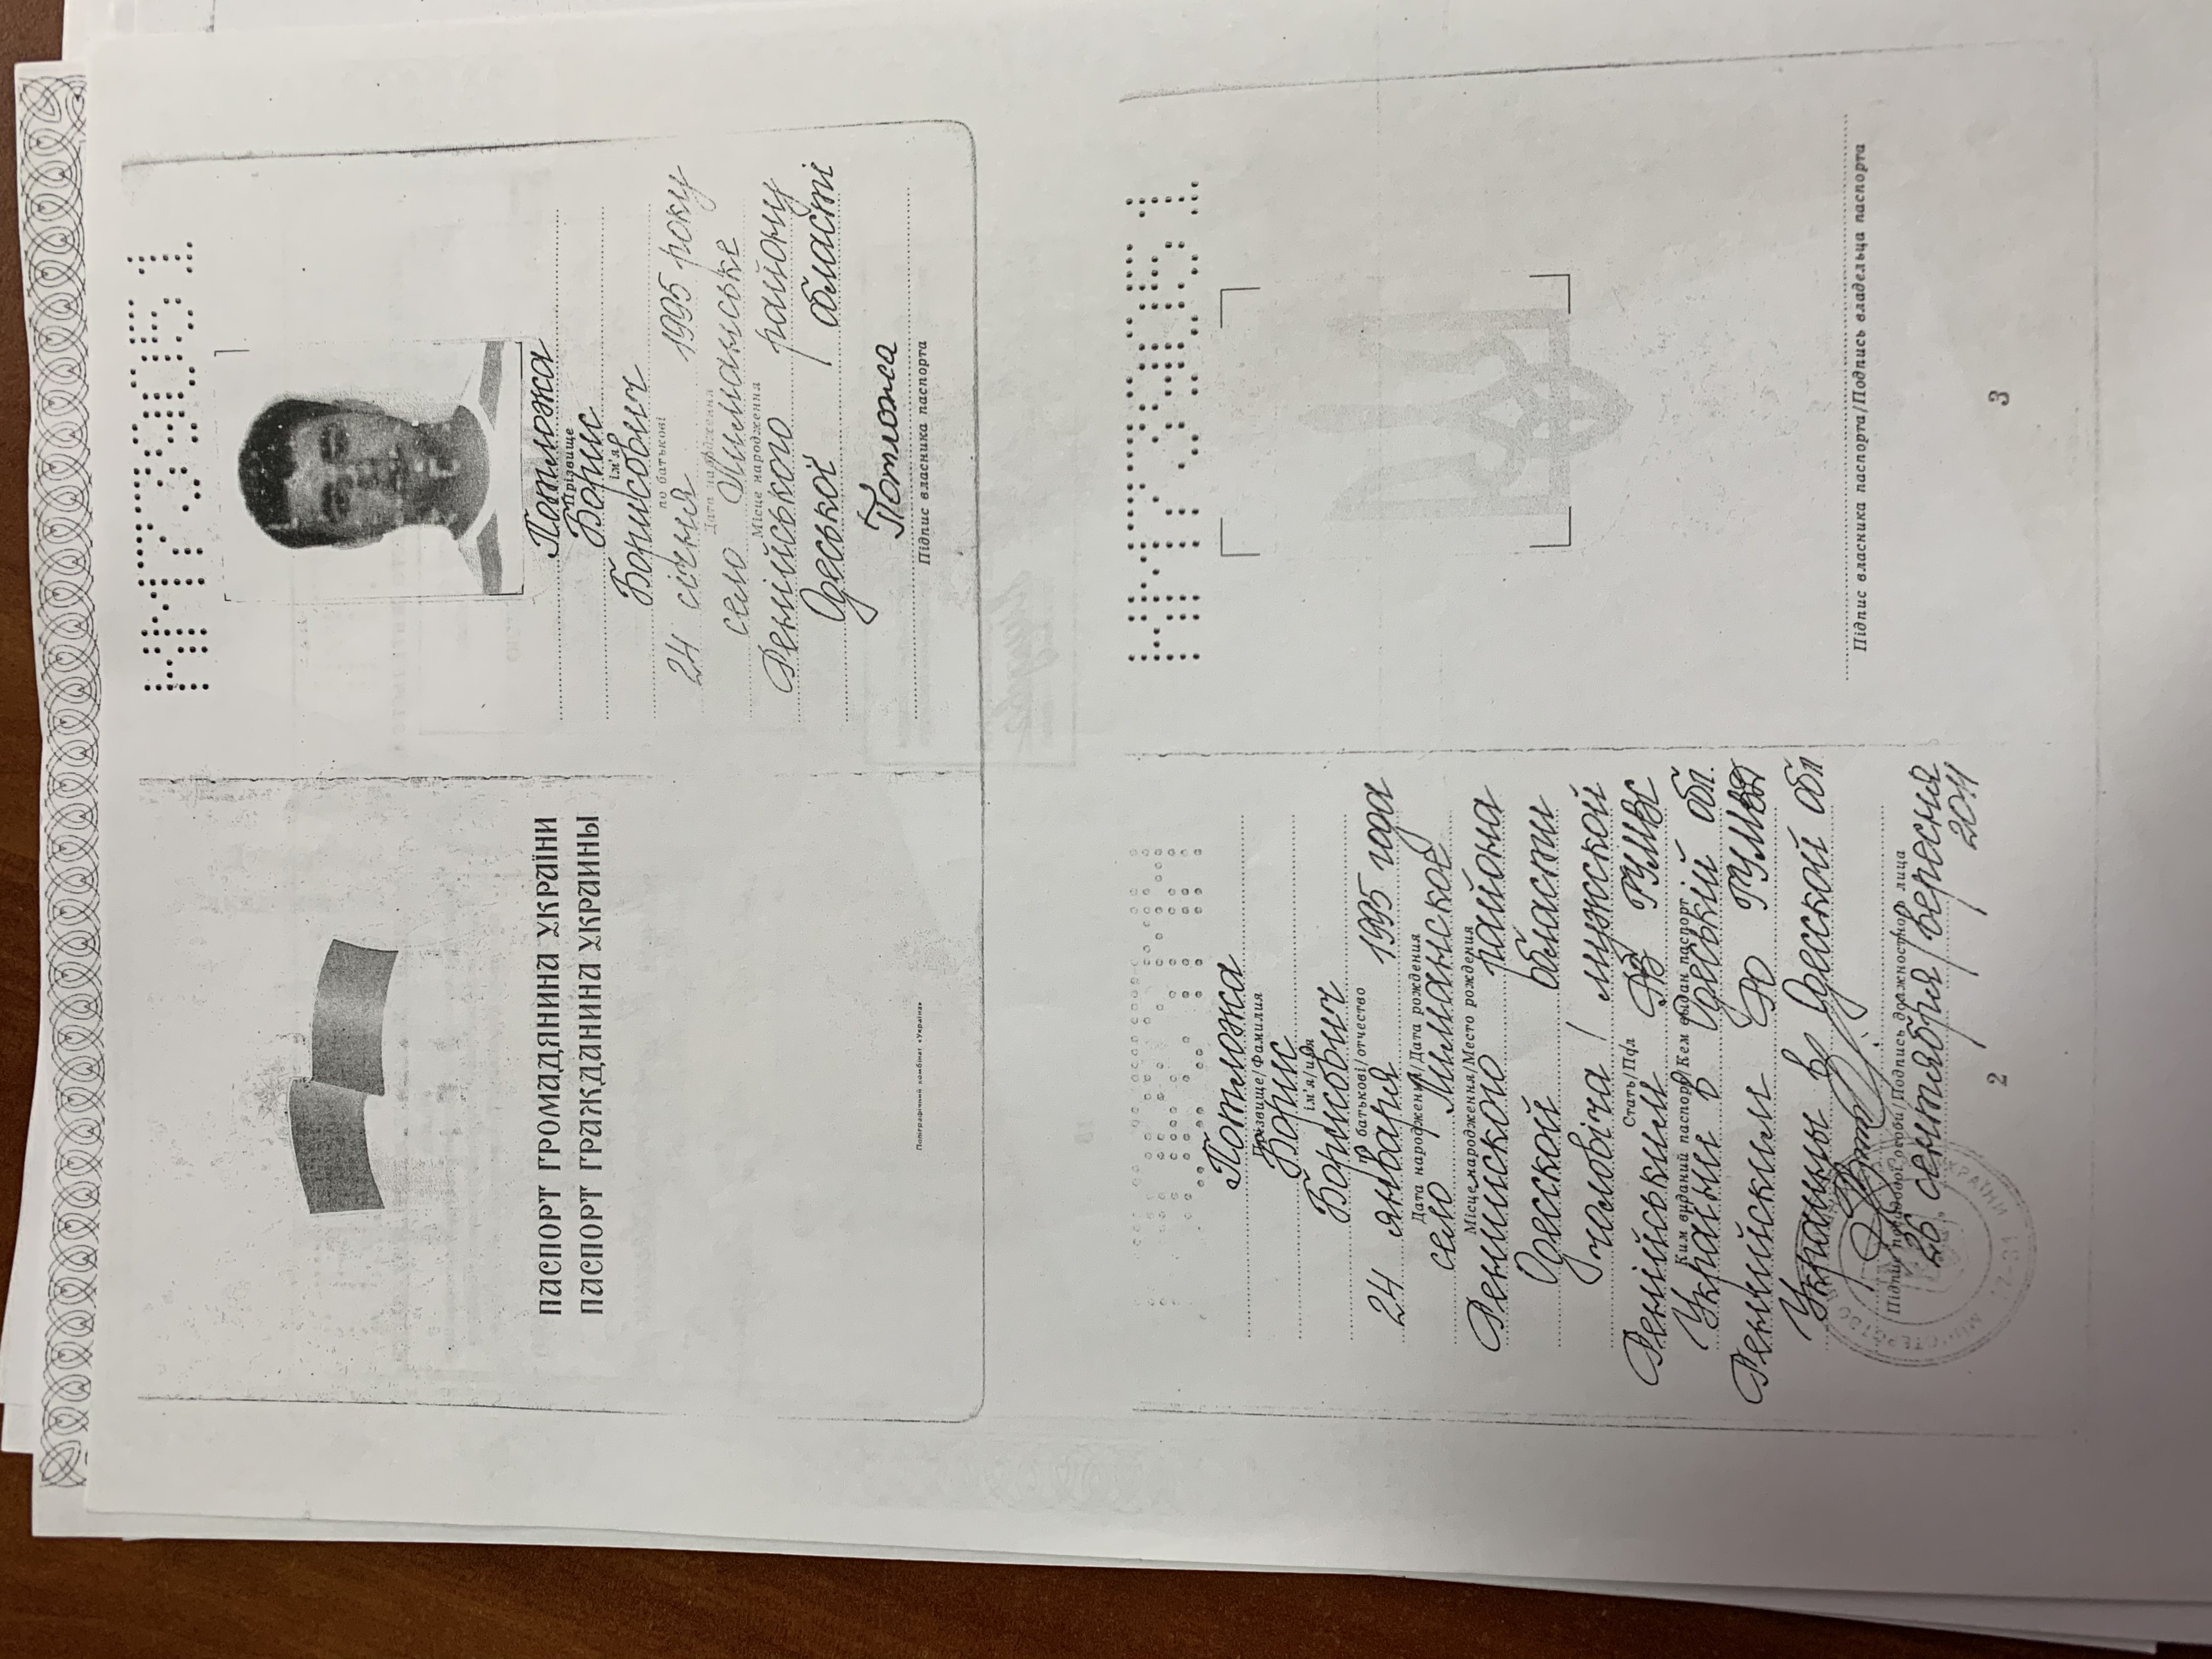 ПАСПОРТ ГРОМАДЯНИНА УКРАЇНИ
ПАСПОРТ ГРАЖДАНИНА УКРАИНЫ
Поліграфічний комбінат «Україна»
НМ739051
Потложа
Прізвище
Борис
ім'я
Борисович
по батькові
24 січня 1995 року
Дата народження
село Лиманське
Місце народження
Ренійського району
Одеської області
Потложа
Підпис власника паспорта
Потложа
Прізвище/Фамилия
Борис
ім'я/имя
Борисович
по батькові/отчество
24 января 1995 года
Дата народження/Дата рождения
село Лиманское
Місце народження/Место рождения
Ренийского района
Одесской области
чоловіча / мужской
Стать/Пол
Ренійським РВ ГУМВС
Ким виданий паспорт/Кем выдан паспорт
України в Одеській обл.
Ренийским РО ГУМВД
Украины в Одесской обл
Підпис посадової особи/Подпись должностного лица
26 сентября/вересня
2011
2
НМ739051
Підпис власника паспорта/Подпись владельца паспорта
3